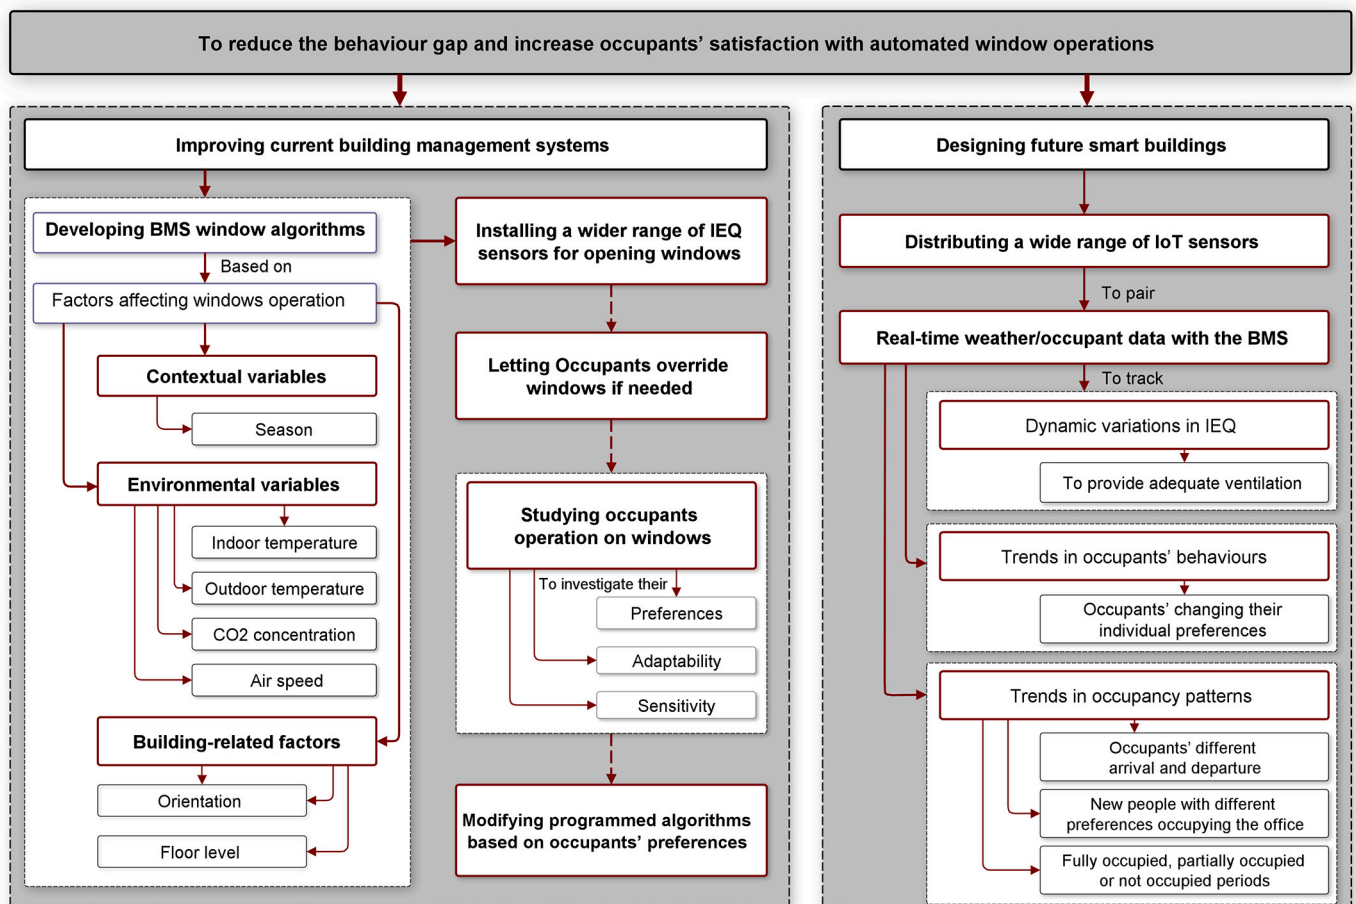 To reduce the behaviour gap and increase occupants’ satisfaction with automated window operations
Improving current building management systems
Developing BMS window algorithms
Based on
Factors affecting windows operation
Contextual variables
Season
Environmental variables
Indoor temperature
Outdoor temperature
CO2 concentration
Air speed
Building-related factors
Orientation
Floor level
Installing a wider range of IEQ
sensors for opening windows
Letting Occupants override
windows if needed
Studying occupants
operation on windows
To investigate their
Preferences
Adaptability
Sensitivity
Modifying programmed algorithms
based on occupants’ preferences
Designing future smart buildings
Distributing a wide range of IoT sensors
To pair
Real-time weather/occupant data with the BMS
To track
Dynamic variations in IEQ
To provide adequate ventilation
Trends in occupants’ behaviours
Occupants’ changing their
individual preferences
Trends in occupancy patterns
Occupants’ different
arrival and departure
New people with different
preferences occupying the office
Fully occupied, partially occupied
or not occupied periods